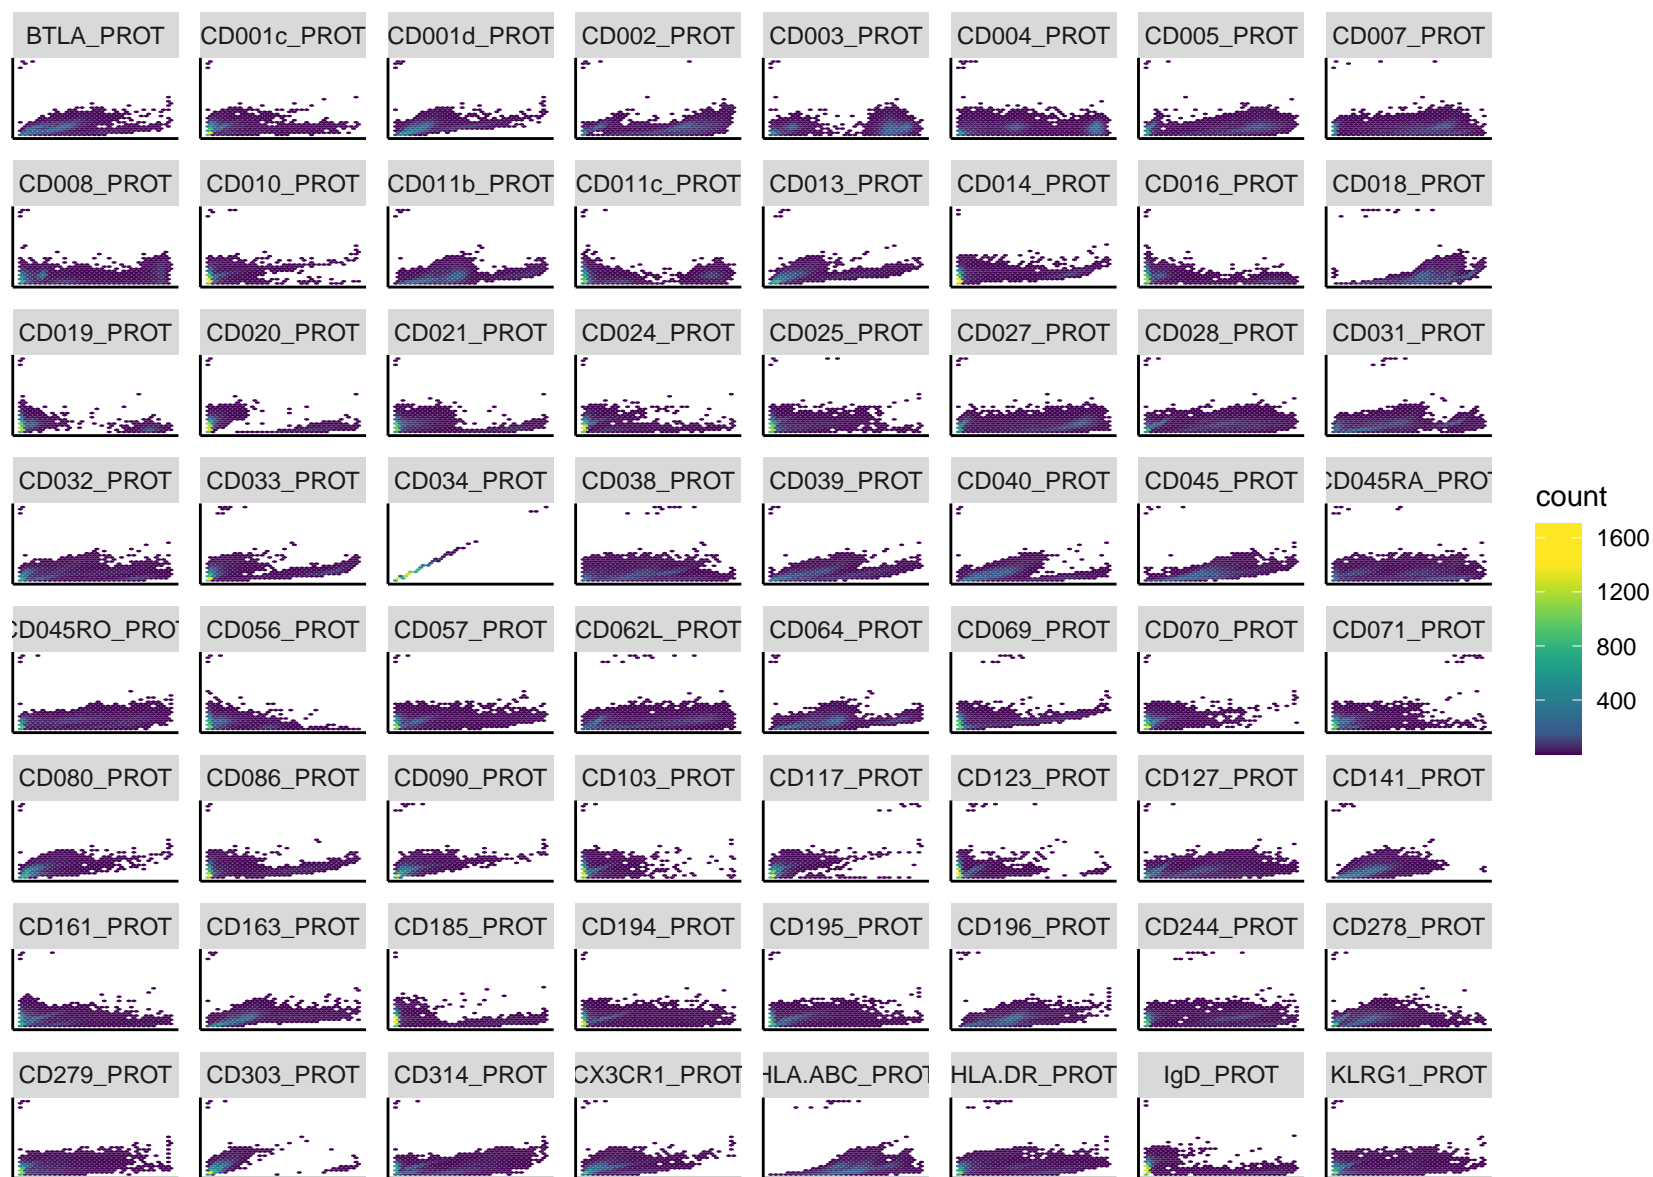 BTLA_PROT CD001c_PROT CD001d_PROT CD002_PROT CD003_PROT CD004_PROT CD005_PROT CD007_PROT
CD008_PROT CD010_PROT CD011b_PROT CD011c_PROT CD013_PROT CD014_PROT CD016_PROT CD018_PROT
CD019_PROT CD020_PROT CD021_PROT CD024_PROT CD025_PROT CD027_PROT CD028_PROT CD031_PROT
CD032_PROT CD033_PROT CD034_PROT CD038_PROT CD039_PROT CD040_PROT CD045_PROT CD045RA_PROT
count
1600
1200
800
400
CD045RO_PROT CD056_PROT CD057_PROT CD062L_PROT CD064_PROT CD069_PROT CD070_PROT CD071_PROT
CD080_PROT CD086_PROT CD090_PROT CD103_PROT CD117_PROT CD123_PROT CD127_PROT CD141_PROT
CD161_PROT CD163_PROT CD185_PROT CD194_PROT CD195_PROT CD196_PROT CD244_PROT CD278_PROT
CD279_PROT CD303_PROT CD314_PROT CX3CR1_PROT HLA.ABC_PROT HLA.DR_PROT IgD_PROT KLRG1_PROT